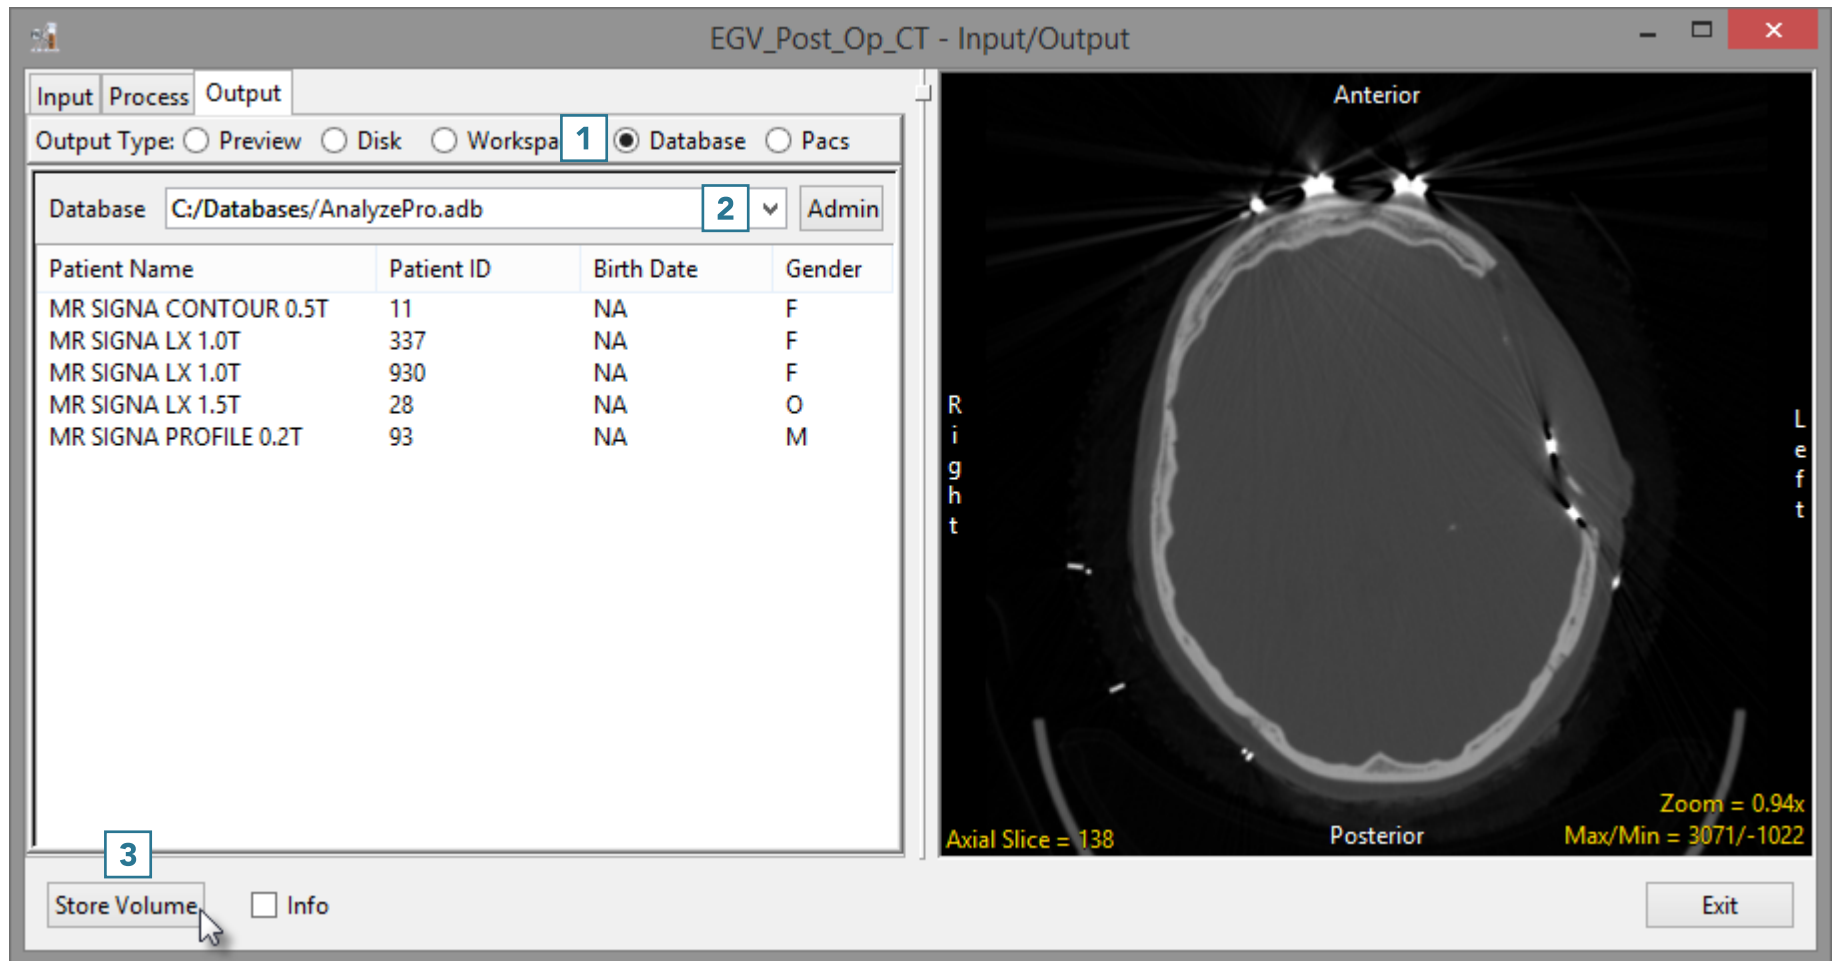 EGV_Post_Op_CT - Input/Output
Input Process Output
Output Type: Preview Disk Workspa 1 Database Pacs
Database C:/Databases/AnalyzePro.adb 2 Admin
Patient Name Patient ID Birth Date Gender
MR SIGNA CONTOUR 0.5T 11 NA F
MR SIGNA LX 1.0T 337 NA F
MR SIGNA LX 1.0T 930 NA F
MR SIGNA LX 1.5T 28 NA O
MR SIGNA PROFILE 0.2T 93 NA M
3
Store Volume Info
Anterior
Right
Left
Zoom = 0.94x
Axial Slice = 138 Posterior Max/Min = 3071/-1022
Exit